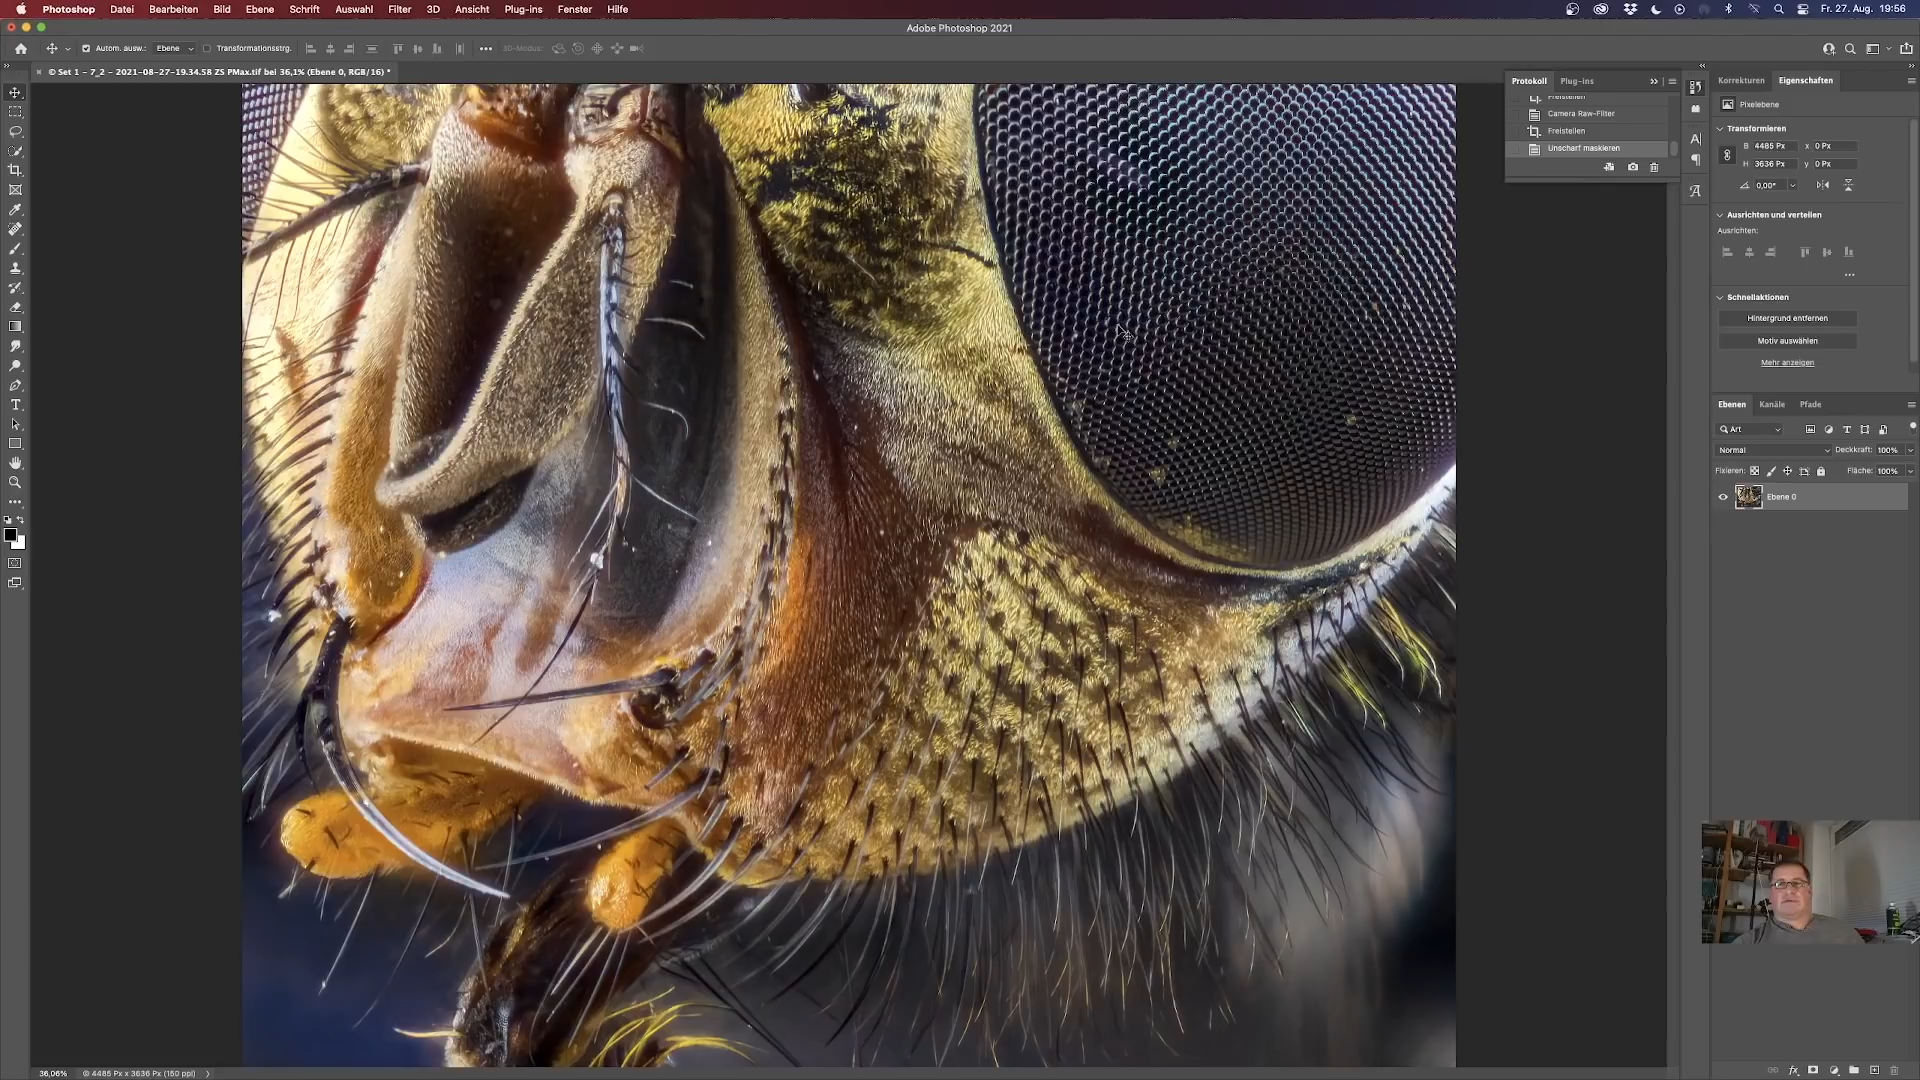 Photoshop Datei Bearbeiten Bild Ebene Schrift Auswahl Filter 3D Ansicht Plug-ins Fenster Hilfe Fr. 27. Aug. 19:56
Adobe Photoshop 2021
Autom. ausw.: Ebene Transformationsstrg. 3D-Modus:
× © Set 1 - 7_2 - 2021-08-27-19.34.58 ZS PMax.tif bei 36,1% (Ebene 0, RGB/16) *
Protokoll Plug-ins
Freistellen
Camera Raw-Filter
Freistellen
Unscharf maskieren
Korrekturen Eigenschaften
Pixelebene
Transformieren
B 4485 Px x 0 Px
H 3636 Px y 0 Px
0,00°
Ausrichten und verteilen
Ausrichten:
Schnellaktionen
Hintergrund entfernen
Motiv auswählen
Mehr anzeigen
Ebenen Kanäle Pfade
Art
Normal Deckkraft: 100%
Fixieren: Fläche: 100%
Ebene 0
36,06% © 4485 Px x 3636 Px (150 ppi)